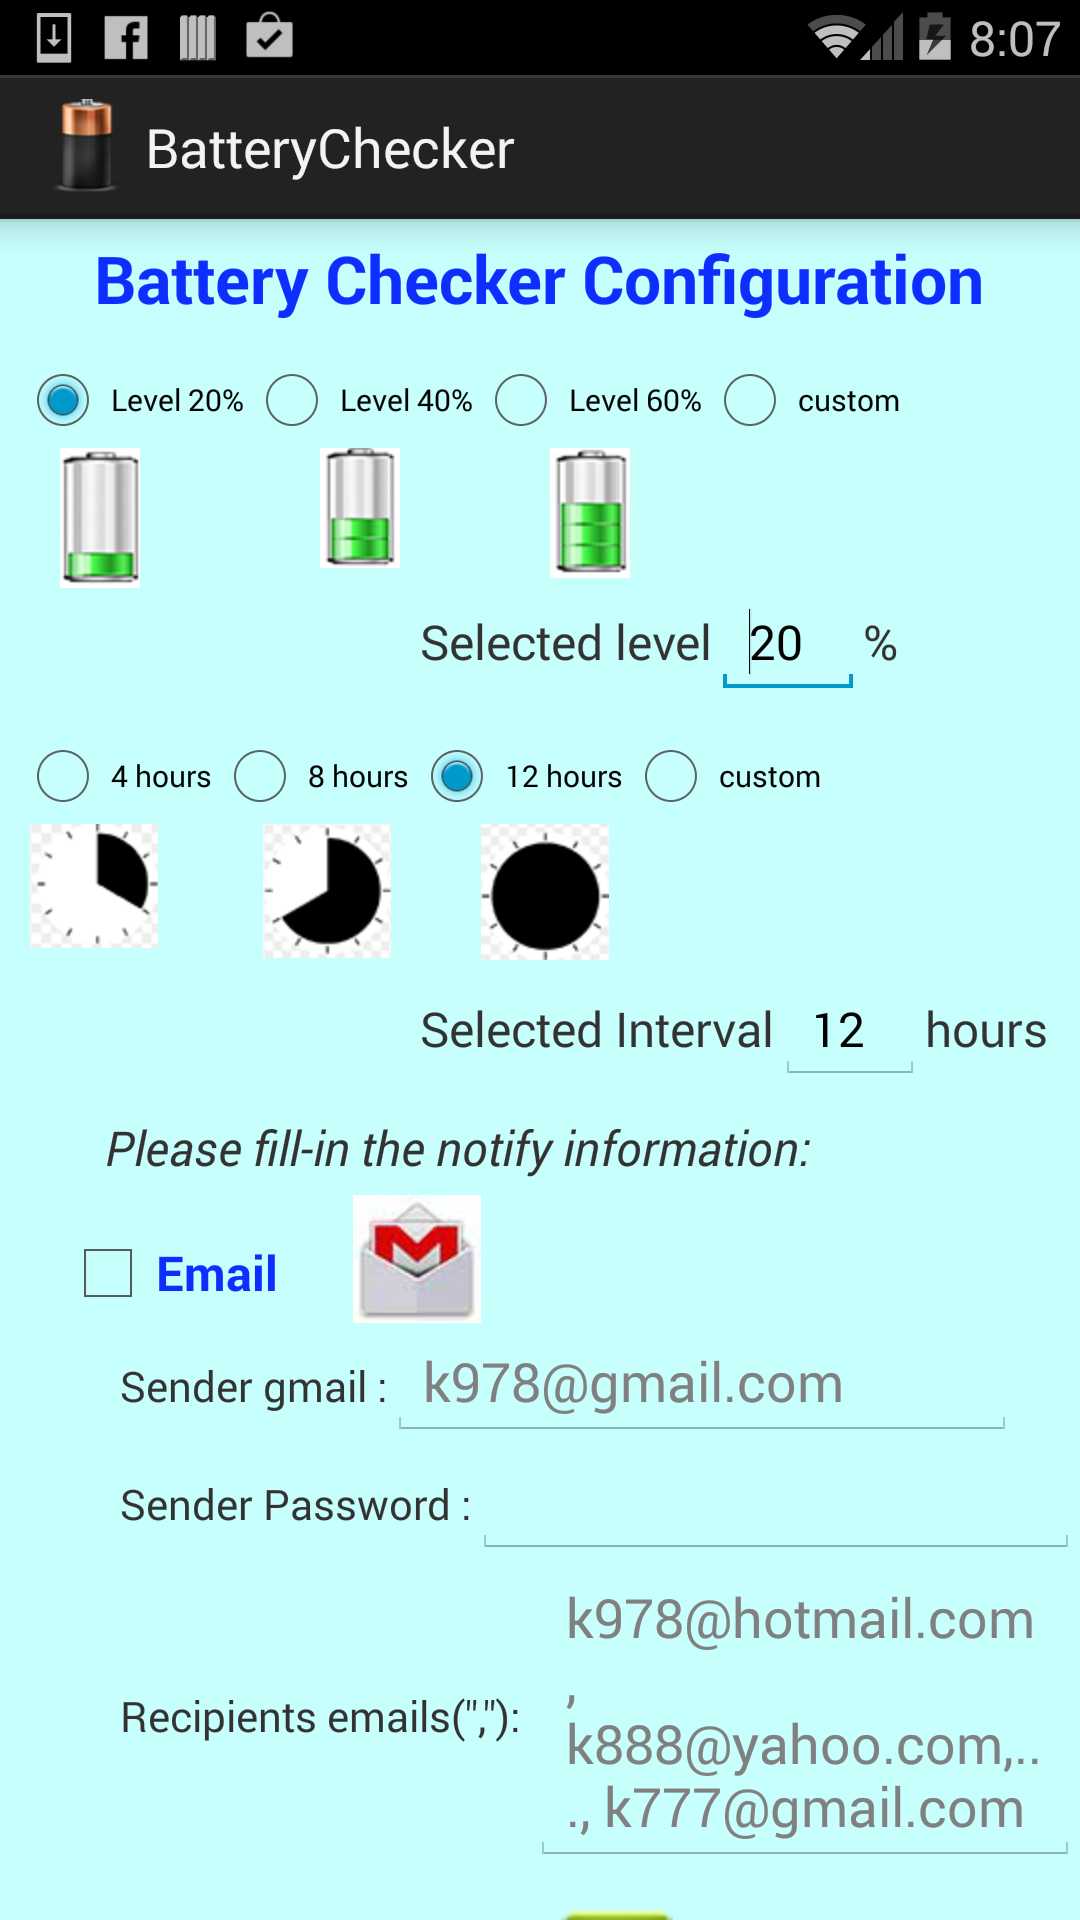 8:07
BatteryChecker
Battery Checker Configuration
Level 20% Level 40% Level 60% custom
Selected level 20 %
4 hours 8 hours 12 hours custom
Selected Interval 12 hours
Please fill-in the notify information:
Email
Sender gmail : k978@gmail.com
Sender Password :
k978@hotmail.com
,
Recipients emails(","):
k888@yahoo.com,..
., k777@gmail.com